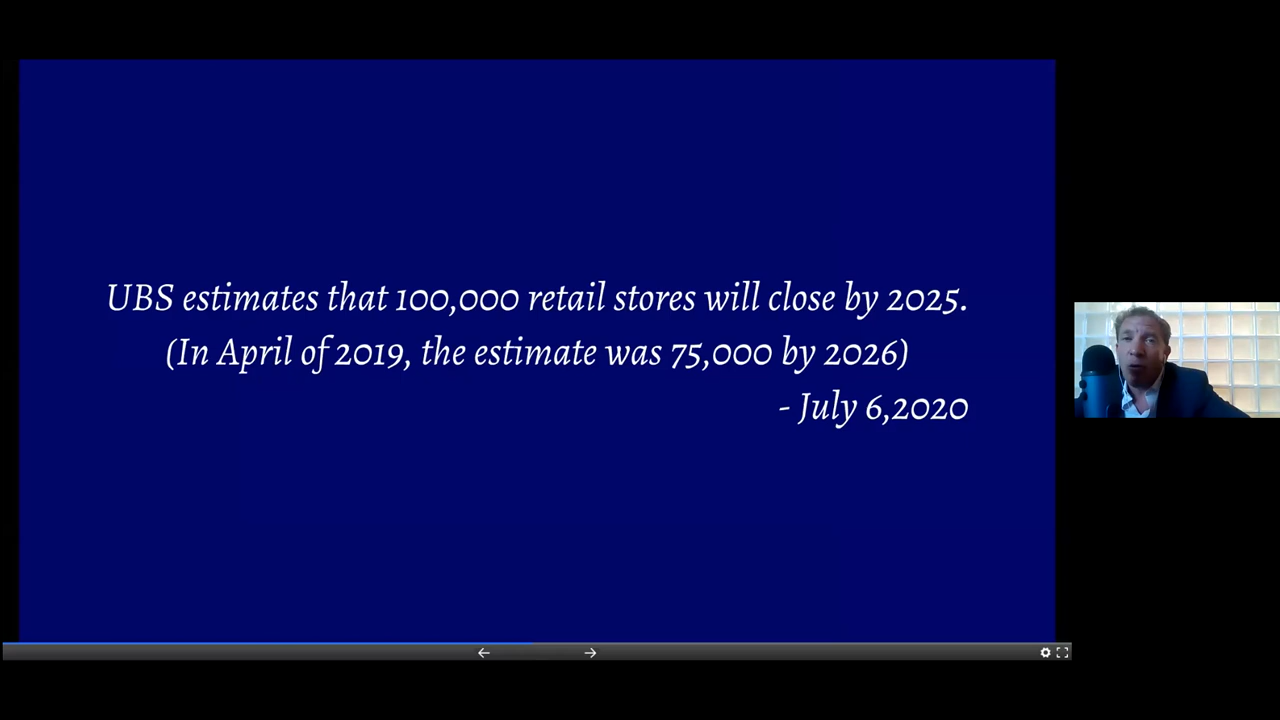 UBS estimates that 100,000 retail stores will close by 2025.
(In April of 2019, the estimate was 75,000 by 2026)
- July 6,2020